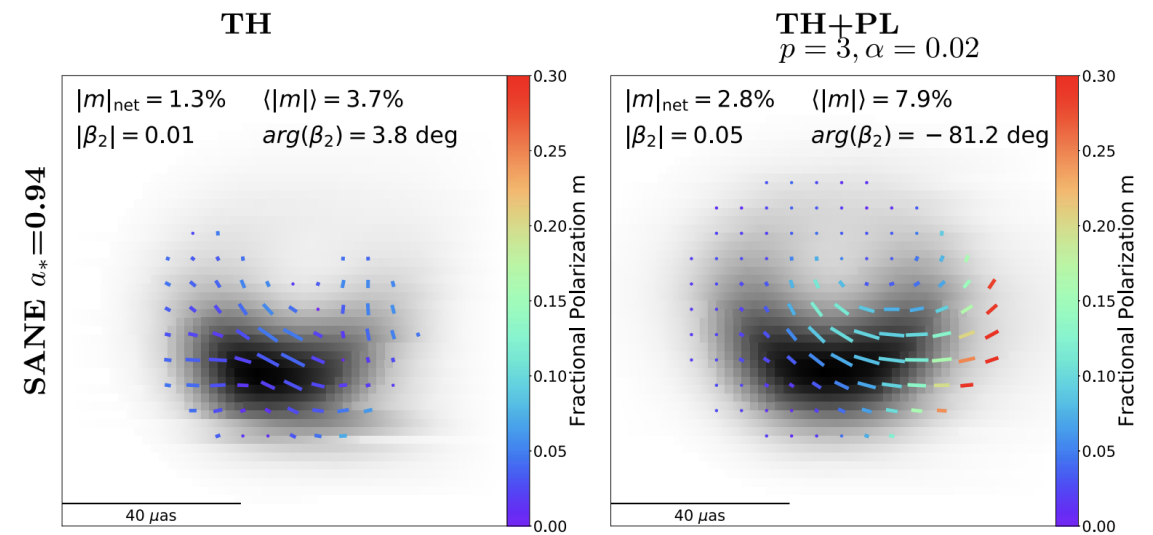 TH
TH+PL
p = 3, α = 0.02
SANE a* =0.94
|m|net = 1.3% ⟨|m|⟩ = 3.7%
|β2| = 0.01 arg(β2) = 3.8 deg
40 μas
0.30
0.25
0.20
0.15
0.10
0.05
0.00
Fractional Polarization m
|m|net = 2.8% ⟨|m|⟩ = 7.9%
|β2| = 0.05 arg(β2) = − 81.2 deg
40 μas
0.30
0.25
0.20
0.15
0.10
0.05
0.00
Fractional Polarization m